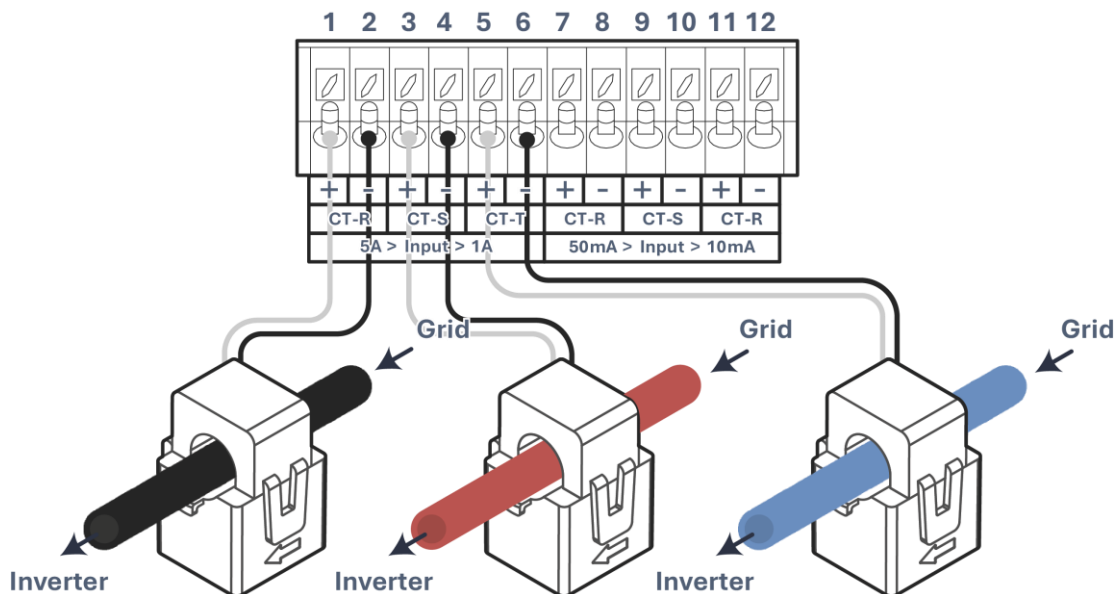 1 2 3 4 5 6 7 8 9 10 11 12
+ - + - + - + - + - + -
CT-R CT-S CT-T CT-R CT-S CT-R
5A > Input > 1A 50mA > Input > 10mA
Grid Grid Grid
Inverter Inverter Inverter